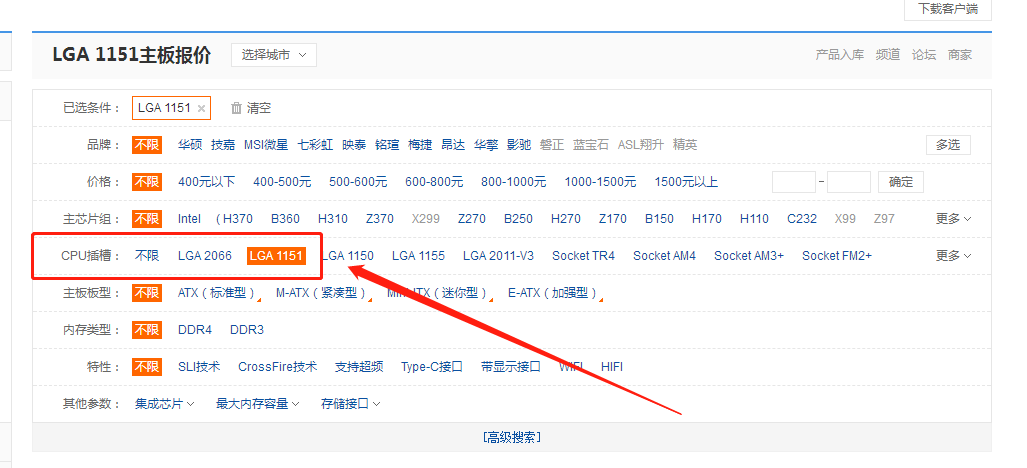 下载客户端
LGA 1151主板报价 选择城市 产品入库 频道 论坛 商家
已选条件： LGA 1151 × 清空
品牌： 不限 华硕 技嘉 MSI微星 七彩虹 映泰 铭瑄 梅捷 昂达 华擎 影驰 磐正 蓝宝石 ASL翔升 精英 多选
价格： 不限 400元以下 400-500元 500-600元 600-800元 800-1000元 1000-1500元 1500元以上 - 确定
主芯片组： 不限 Intel （H370 B360 H310 Z370 X299 Z270 B250 H270 Z170 B150 H170 H110 C232 X99 Z97 更多
CPU插槽： 不限 LGA 2066 LGA 1151 LGA 1150 LGA 1155 LGA 2011-V3 Socket TR4 Socket AM4 Socket AM3+ Socket FM2+ 更多
主板板型： 不限 ATX（标准型） M-ATX（紧凑型） Mini-ITX（迷你型） E-ATX（加强型）
内存类型： 不限 DDR4 DDR3
特性： 不限 SLI技术 CrossFire技术 支持超频 Type-C接口 带显示接口 WIFI HIFI
其他参数： 集成芯片 最大内存容量 存储接口
[高级搜索]